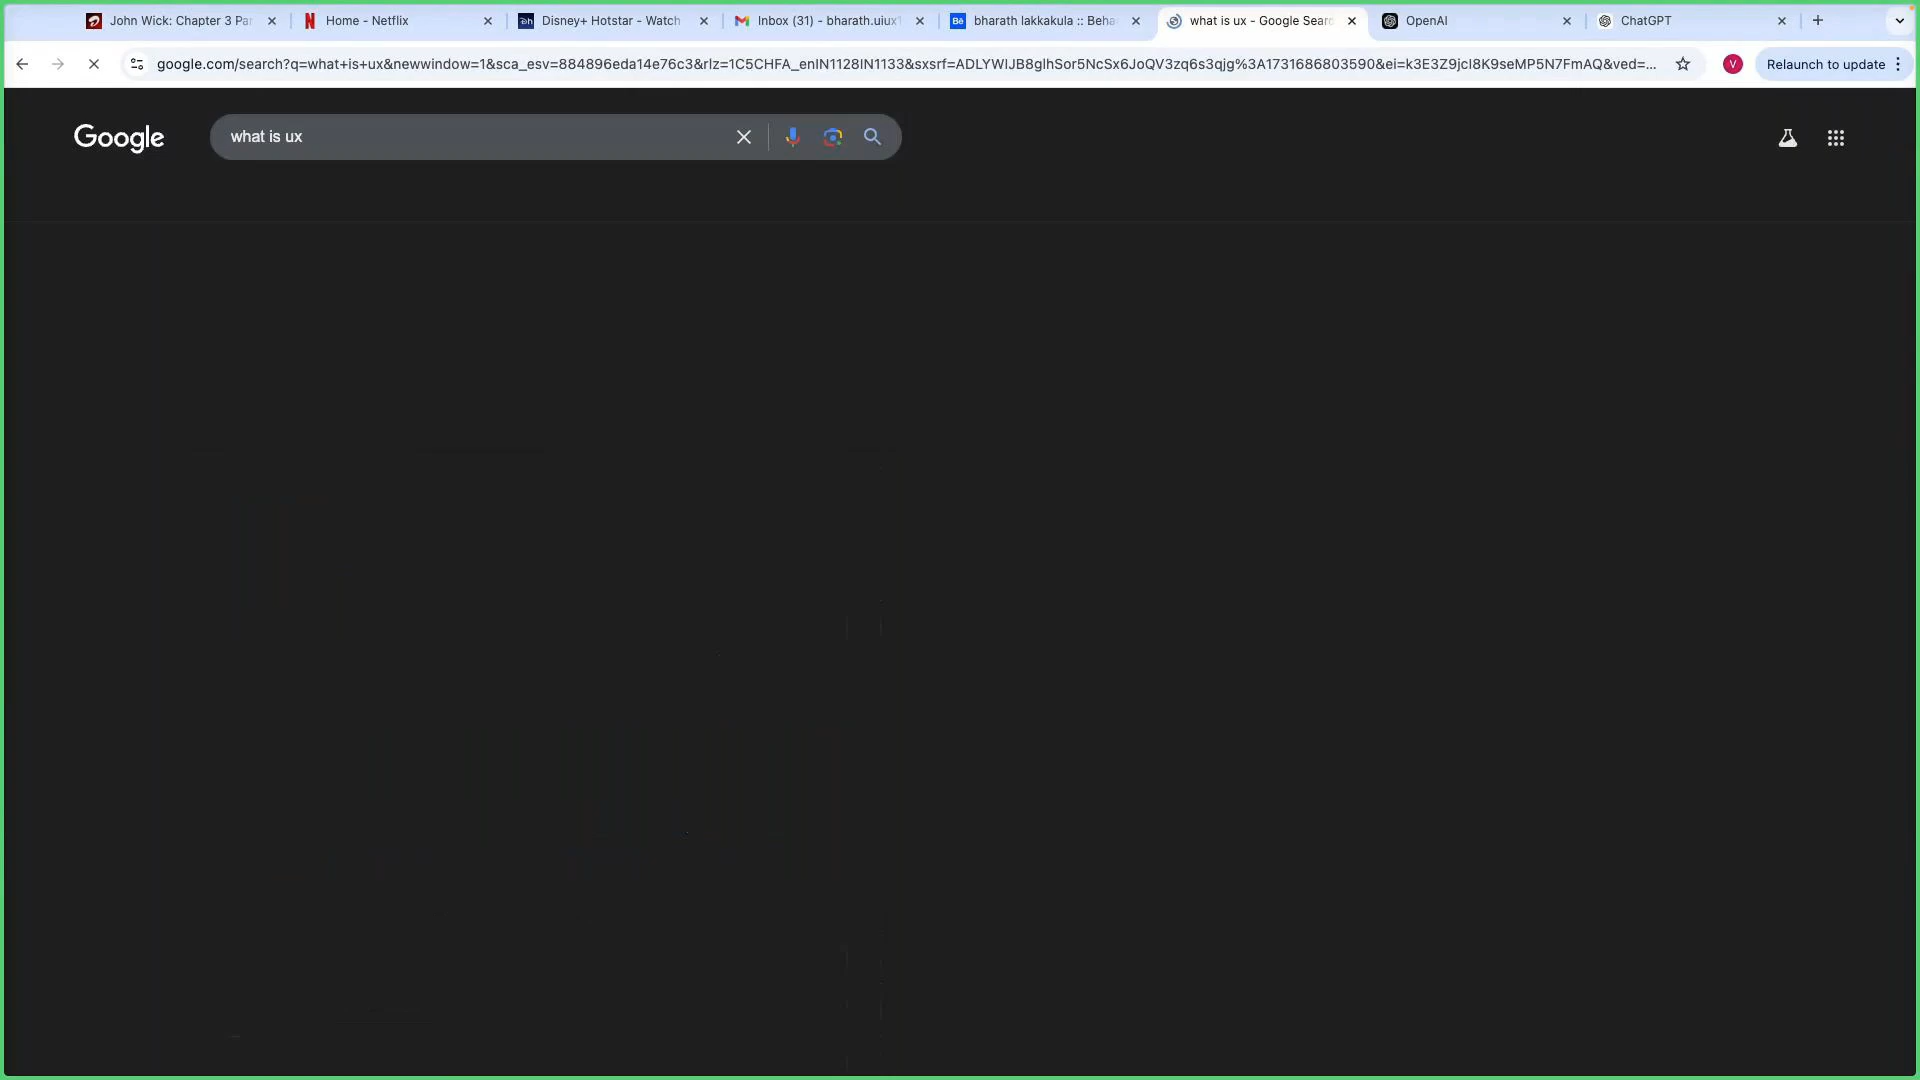 John Wick: Chapter 3 Par
Home - Netflix
Disney+ Hotstar - Watch
Inbox (31) - bharath.uiux1
bharath lakkakula :: Beha
what is ux - Google Searc
OpenAI
ChatGPT
google.com/search?q=what+is+ux&newwindow=1&sca_esv=884896eda14e76c3&rlz=1C5CHFA_enIN1128IN1133&sxsrf=ADLYWIJB8glhSor5NcSx6JoQV3zq6s3qjg%3A1731686803590&ei=k3E3Z9jcI8K9seMP5N7FmAQ&ved=...
V
Relaunch to update
Google
what is ux